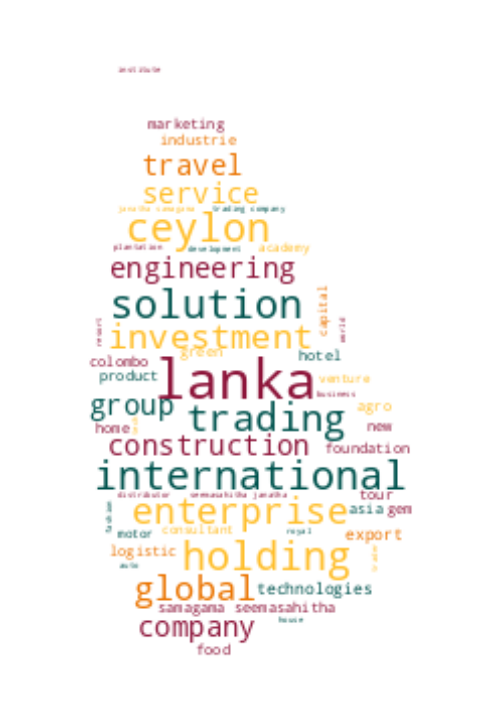 institute
marketing
industrie
travel
service
janatha samagama trading company
ceylon
plantation development academy
engineering
solution capital
resort investment world
green hotel
colombo lanka
product venture
business
group trading agro
home new
construction foundation
international
distributor seemasahitha janatha tour
enterprise asia gem
motor consultant royal export
logistic holding
auto
global technologies
samagama seemasahitha
company house
food